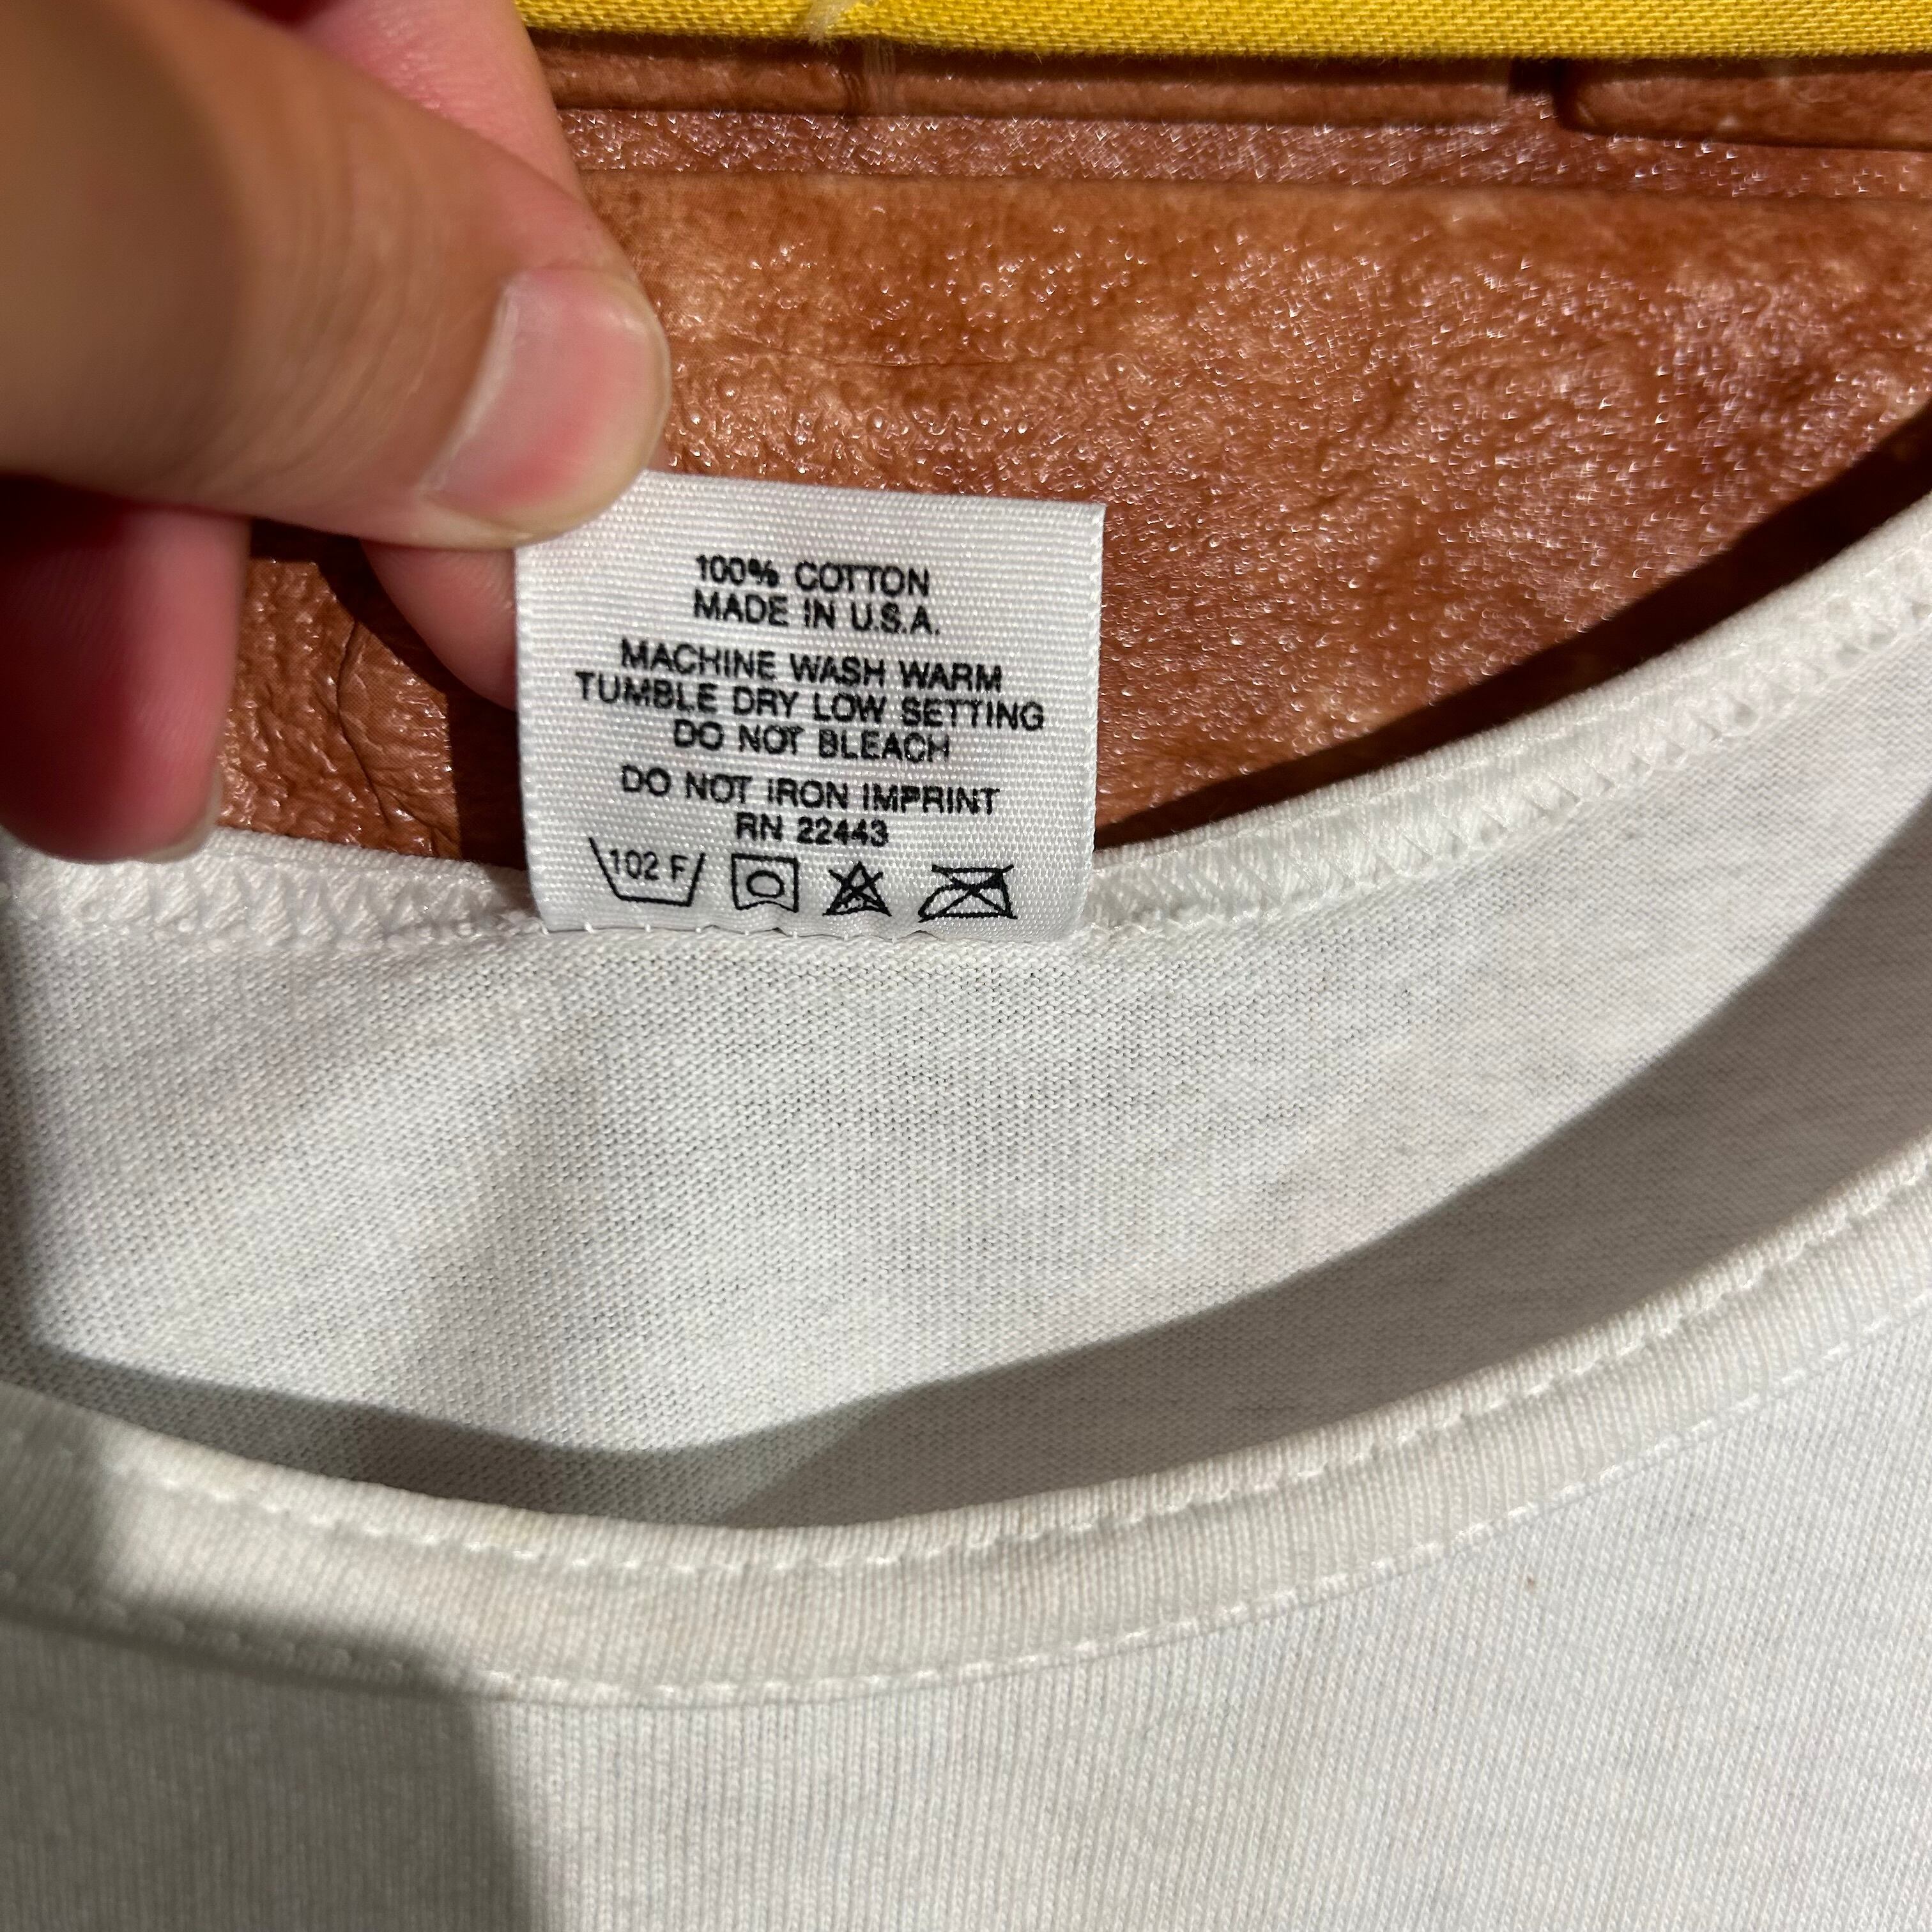 100% COTTON
MADE IN U.S.A.
MACHINE WASH WARM
TUMBLE DRY LOW SETTING
DO NOT BLEACH
DO NOT IRON IMPRINT
RN 22443
102 F